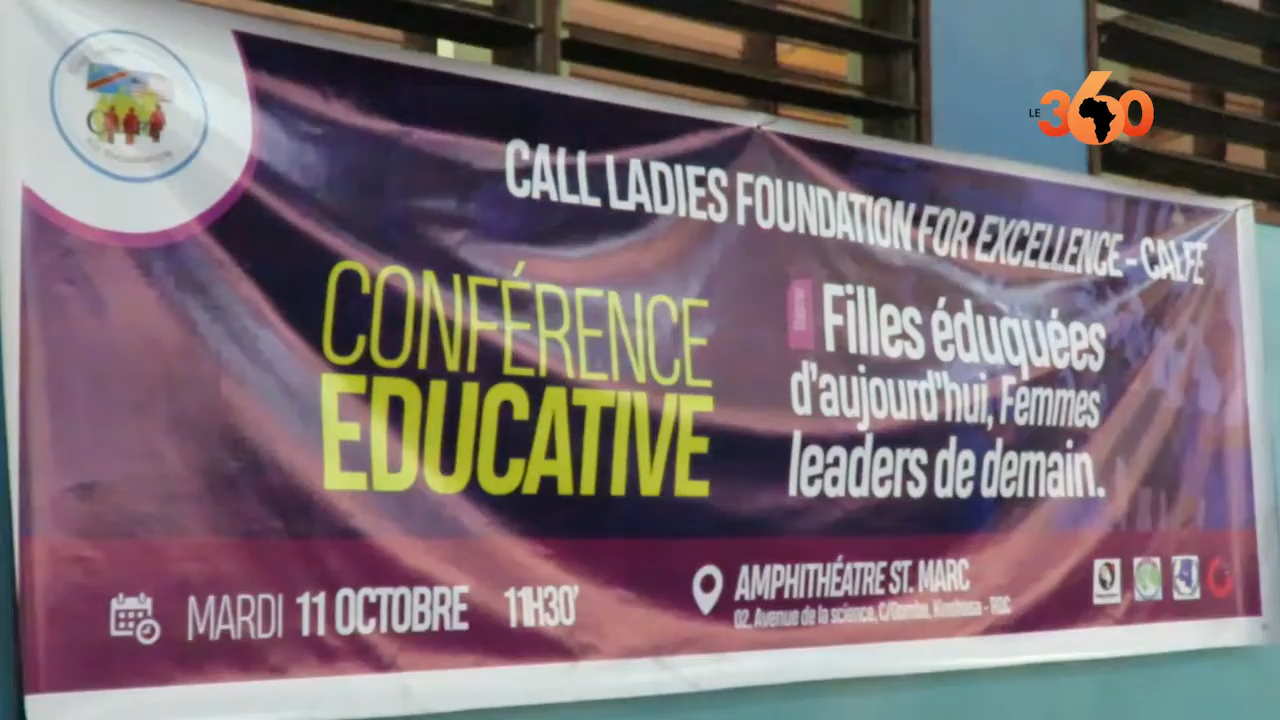 LE 360
CALL LADIES FOUNDATION FOR EXCELLENCE - CALFE
CONFÉRENCE
EDUCATIVE
Filles éduquées
d'aujourd'hui, Femmes
leaders de demain.
MARDI 11 OCTOBRE 11H30'
AMPHITHÉATRE ST. MARC
02. Avenue de la science, C/Gombe, Kinshasa - RDC